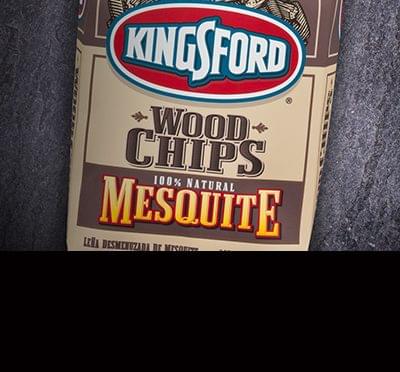 KINGSFORD
®
WOOD
CHIPS
100% NATURAL
MESQUITE
LEÑA DESMENUZADA DE MESQUITE